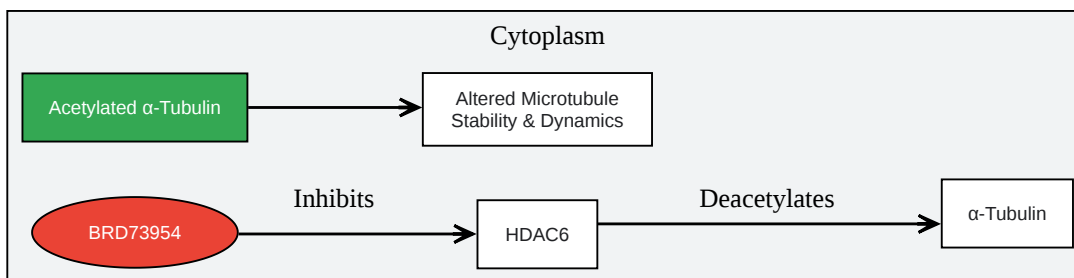 Cytoplasm
Acetylated α-Tubulin
Altered Microtubule
Stability & Dynamics
BRD73954
Inhibits
HDAC6
Deacetylates
α-Tubulin